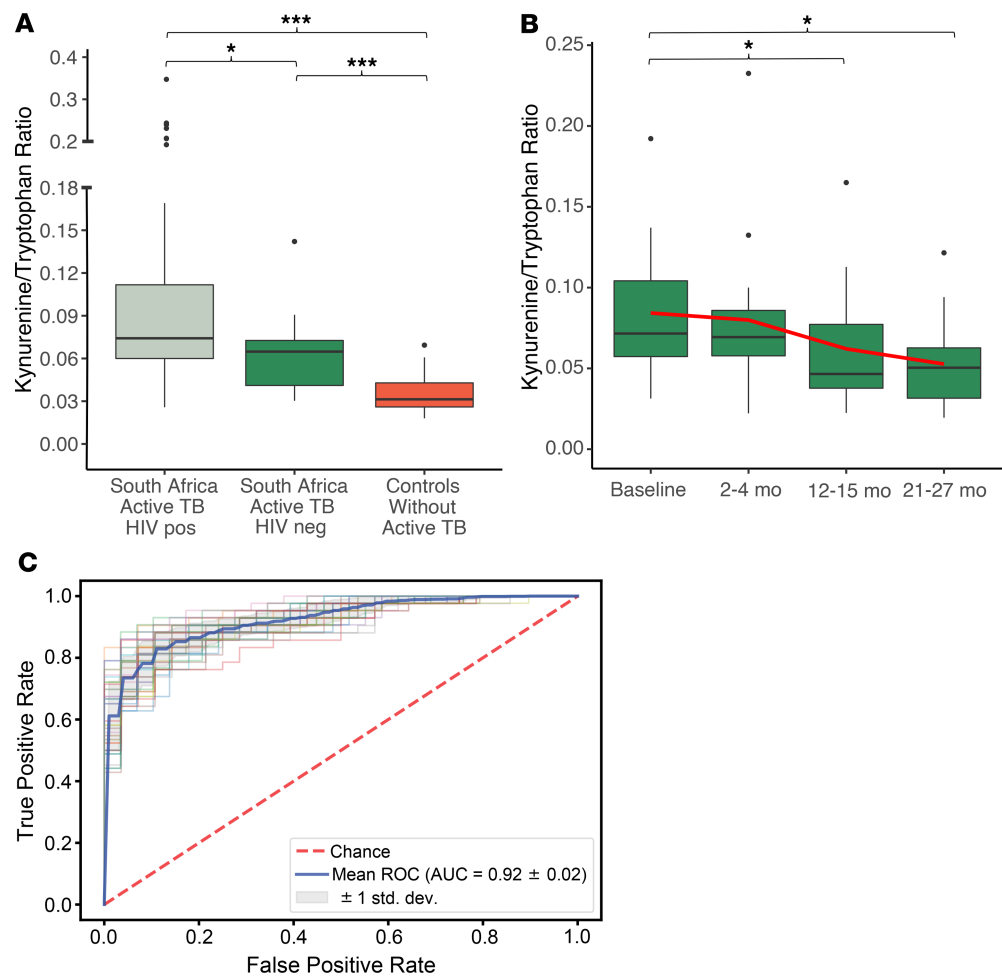 A
***
*
***
Kynurenine/Tryptophan Ratio
0.4
0.3
0.2
0.18
0.15
0.12
0.09
0.06
0.03
0.00
South Africa
Active TB
HIV pos
South Africa
Active TB
HIV neg
Controls
Without
Active TB
B
*
*
Kynurenine/Tryptophan Ratio
0.25
0.20
0.15
0.10
0.05
0.00
Baseline
2-4 mo
12-15 mo
21-27 mo
C
True Positive Rate
1.0
0.8
0.6
0.4
0.2
0.0
Chance
Mean ROC (AUC = 0.92 ± 0.02)
± 1 std. dev.
0.0 0.2 0.4 0.6 0.8 1.0
False Positive Rate